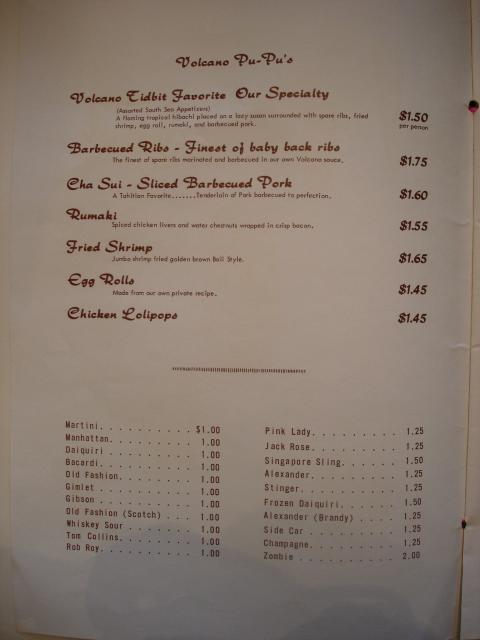 Volcano Pu-Pu's
Volcano Tidbit Favorite Our Specialty
(Assorted South Sea Appetizers)
A flaming tropical hibachi placed on a lazy susan surrounded with spare ribs, fried
shrimp, egg roll, rumaki, and barbecued pork.
$1.50
per person
Barbecued Ribs - Finest of baby back ribs
The finest of spare ribs marinated and barbecued in our own Volcano sauce.
$1.75
Cha Sui - Sliced Barbecued Pork
A Tahitian Favorite.......Tenderloin of Pork barbecued to perfection.
$1.60
Rumaki
Spiced chicken livers and water chestnuts wrapped in crisp bacon.
$1.55
Fried Shrimp
Jumbo shrimp fried golden brown Bali Style.
$1.65
Egg Rolls
Made from our own private recipe.
$1.45
Chicken Lolipops
$1.45
Martini. . . . . . . . . . $1.00
Manhattan. . . . . . . . . 1.00
Daiquiri . . . . . . . . . 1.00
Bacardi. . . . . . . . . . 1.00
Old Fashion. . . . . . . . 1.00
Gimlet . . . . . . . . . . 1.00
Gibson . . . . . . . . . . 1.00
Old Fashion (Scotch) . . . 1.00
Whiskey Sour . . . . . . . 1.00
Tom Collins. . . . . . . . 1.00
Rob Roy. . . . . . . . . . 1.00
Pink Lady. . . . . . . . . 1.25
Jack Rose. . . . . . . . . 1.25
Singapore Sling. . . . . . 1.50
Alexander. . . . . . . . . 1.25
Stinger. . . . . . . . . . 1.25
Frozen Daiquiri. . . . . . 1.50
Alexander (Brandy) . . . . 1.25
Side Car . . . . . . . . . 1.25
Champagne. . . . . . . . . 1.25
Zombie . . . . . . . . . . 2.00